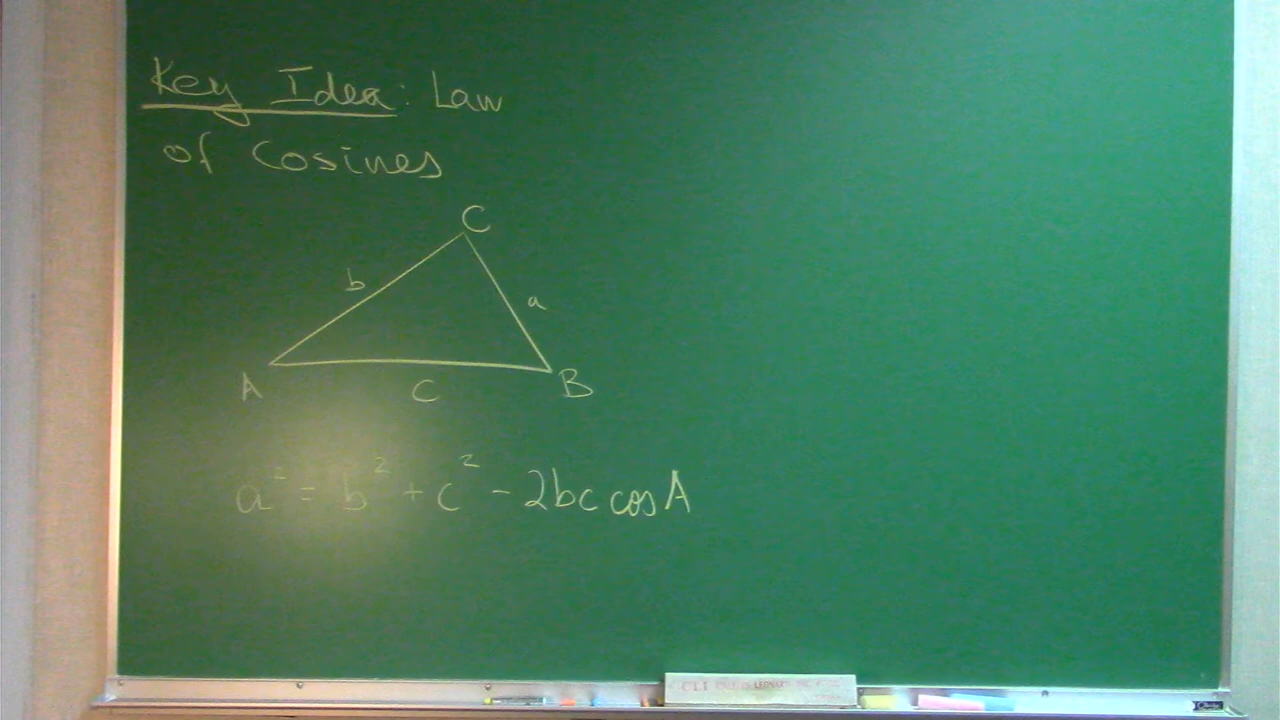 Key Idea: Law
of Cosines
C
b
a
A
c
B
a² = b² + c² - 2bc cos A